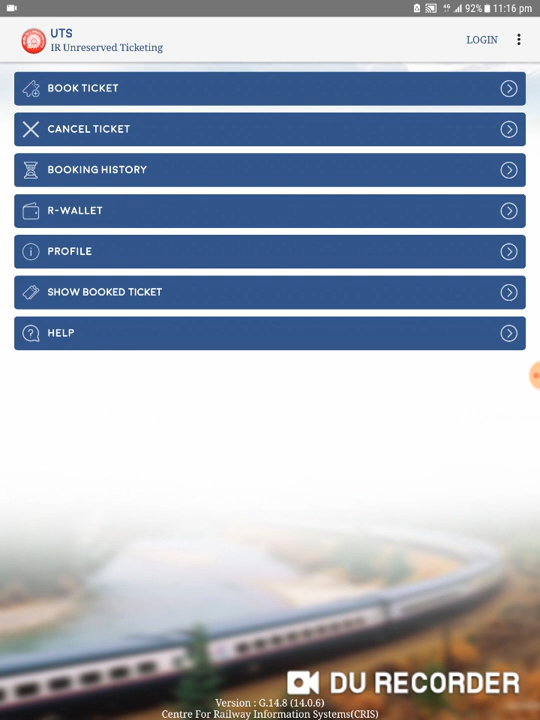 92% 11:16 pm
UTS
IR Unreserved Ticketing
LOGIN
BOOK TICKET
CANCEL TICKET
BOOKING HISTORY
R-WALLET
PROFILE
SHOW BOOKED TICKET
HELP
DU RECORDER
Version : G.14.8 (14.0.6)
Centre For Railway Information Systems(CRIS)